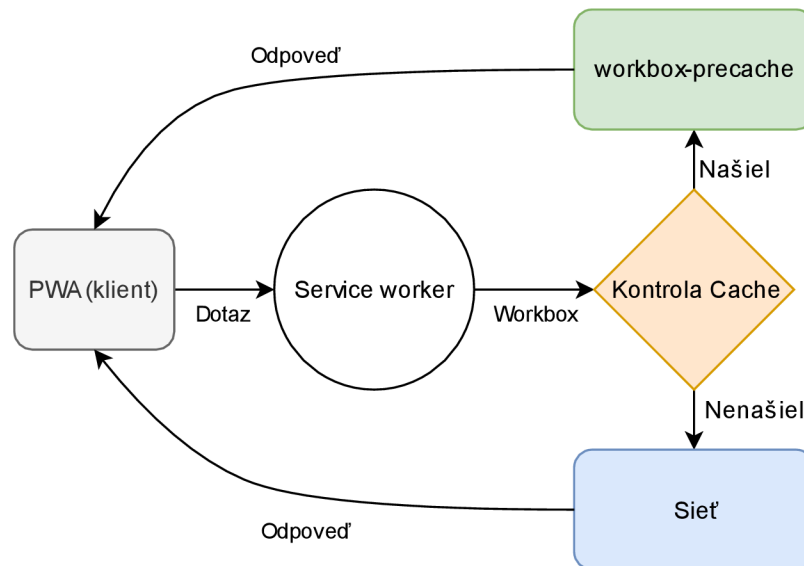 Odpoveď
workbox-precache
Našiel
PWA (klient)
Dotaz
Service worker
Workbox
Kontrola Cache
Nenašiel
Odpoveď
Sieť